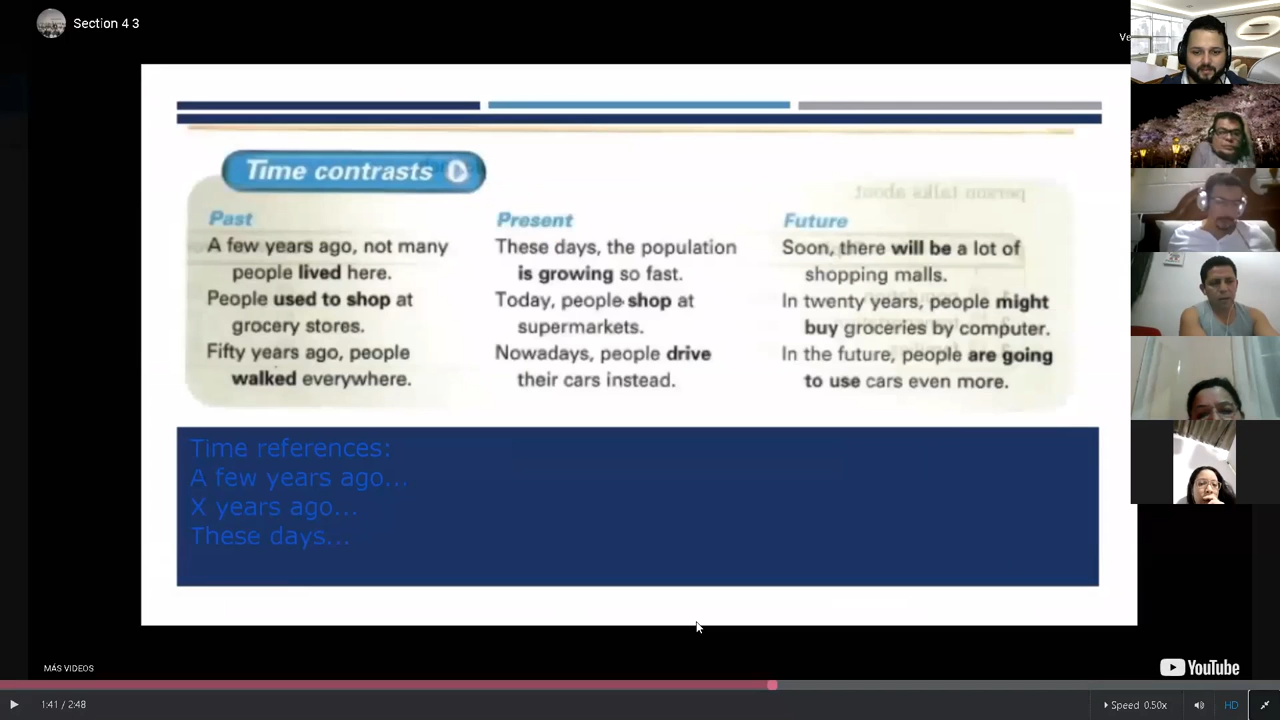 Section 4 3
Ve
Time contrasts
person talks about
Past
A few years ago, not many
people lived here.
People used to shop at
grocery stores.
Fifty years ago, people
walked everywhere.
Present
These days, the population
is growing so fast.
Today, people shop at
supermarkets.
Nowadays, people drive
their cars instead.
Future
Soon, there will be a lot of
shopping malls.
In twenty years, people might
buy groceries by computer.
In the future, people are going
to use cars even more.
Time references:
A few years ago...
X years ago...
These days...
MÁS VIDEOS
YouTube
1:41 / 2:48
Speed 0.50x
HD